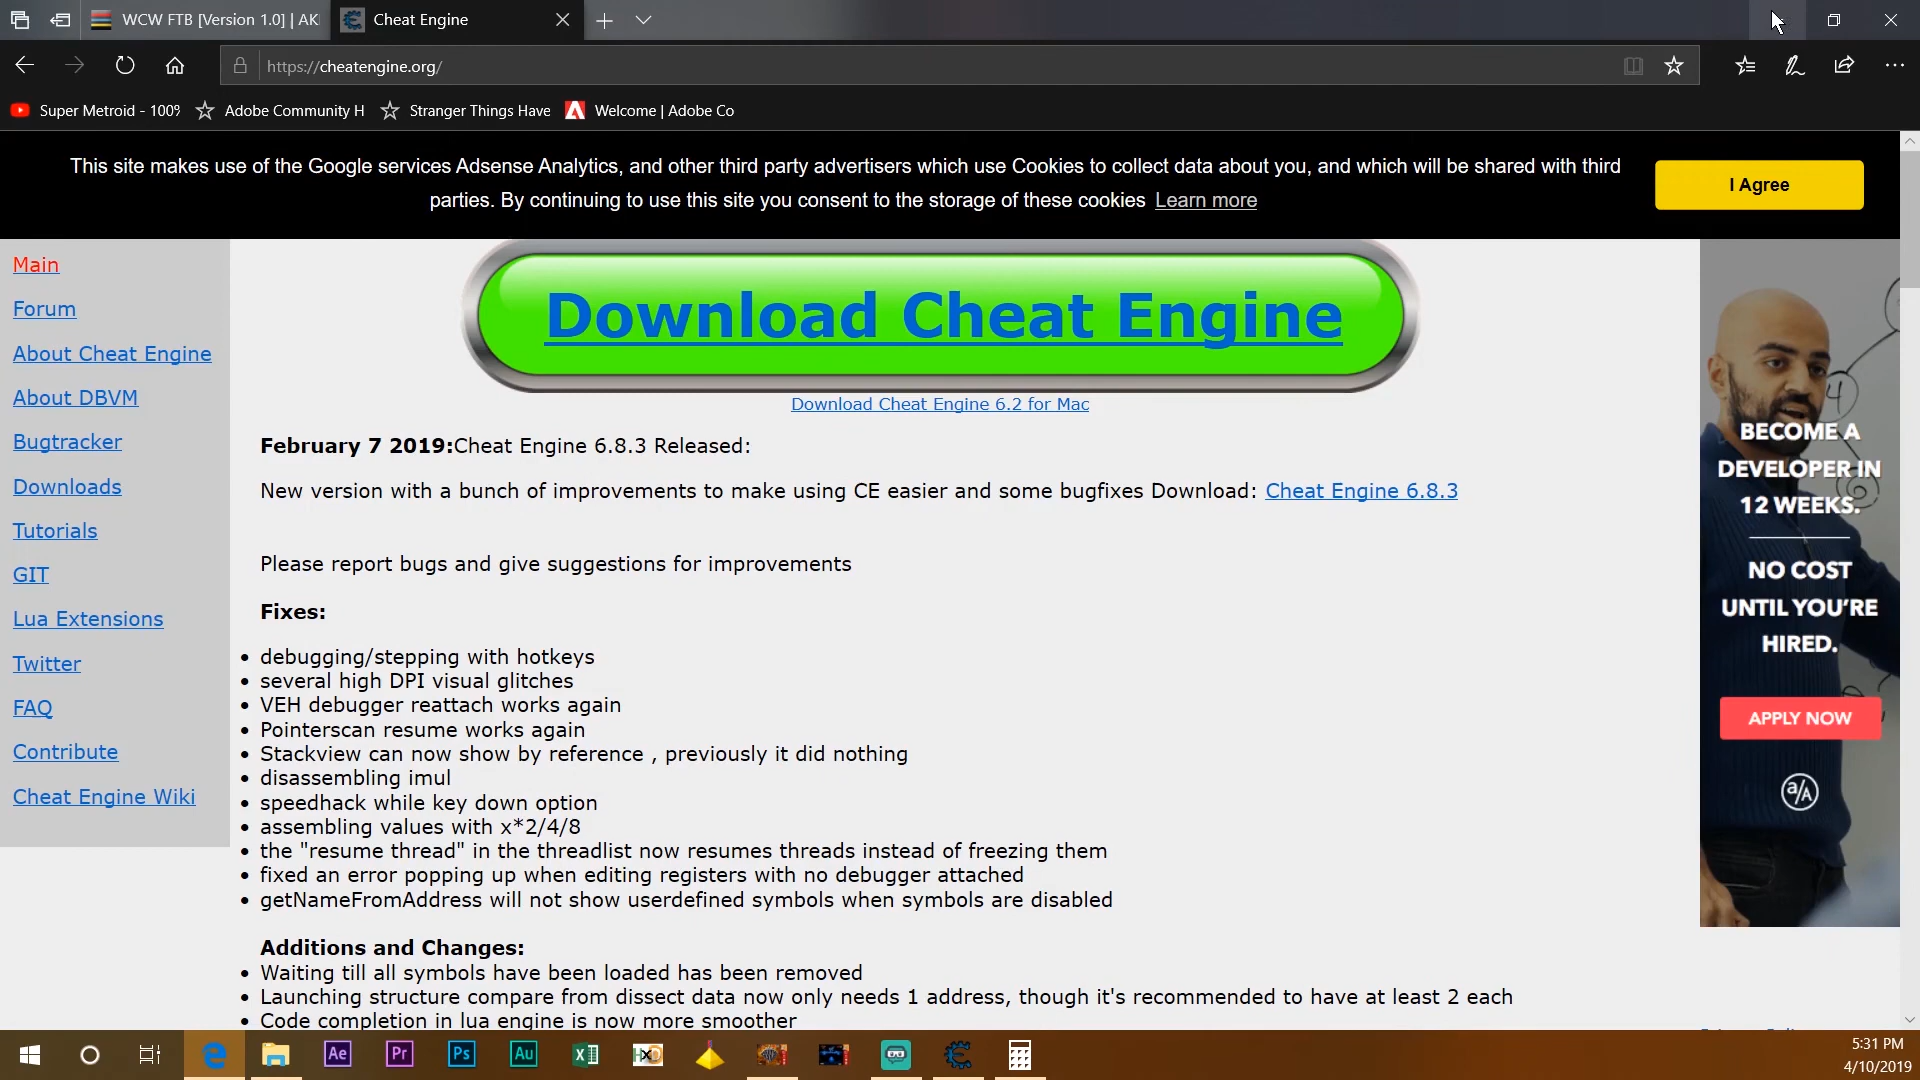 WCW FTB [Version 1.0] | AK
Cheat Engine
https://cheatengine.org/
Super Metroid - 100%
Adobe Community H
Stranger Things Have
Welcome | Adobe Co
This site makes use of the Google services Adsense Analytics, and other third party advertisers which use Cookies to collect data about you, and which will be shared with third
parties. By continuing to use this site you consent to the storage of these cookies Learn more
I Agree
Main
Forum
About Cheat Engine
About DBVM
Bugtracker
Downloads
Tutorials
GIT
Lua Extensions
Twitter
FAQ
Contribute
Cheat Engine Wiki
Download Cheat Engine
Download Cheat Engine 6.2 for Mac
February 7 2019:Cheat Engine 6.8.3 Released:
New version with a bunch of improvements to make using CE easier and some bugfixes Download: Cheat Engine 6.8.3
Please report bugs and give suggestions for improvements
Fixes:
• debugging/stepping with hotkeys
• several high DPI visual glitches
• VEH debugger reattach works again
• Pointerscan resume works again
• Stackview can now show by reference , previously it did nothing
• disassembling imul
• speedhack while key down option
• assembling values with x*2/4/8
• the "resume thread" in the threadlist now resumes threads instead of freezing them
• fixed an error popping up when editing registers with no debugger attached
• getNameFromAddress will not show userdefined symbols when symbols are disabled
Additions and Changes:
• Waiting till all symbols have been loaded has been removed
• Launching structure compare from dissect data now only needs 1 address, though it's recommended to have at least 2 each
• Code completion in lua engine is now more smoother
BECOME A
DEVELOPER IN
12 WEEKS.
NO COST
UNTIL YOU'RE
HIRED.
APPLY NOW
a/A
Ae
Pr
Ps
Au
5:31 PM
4/10/2019